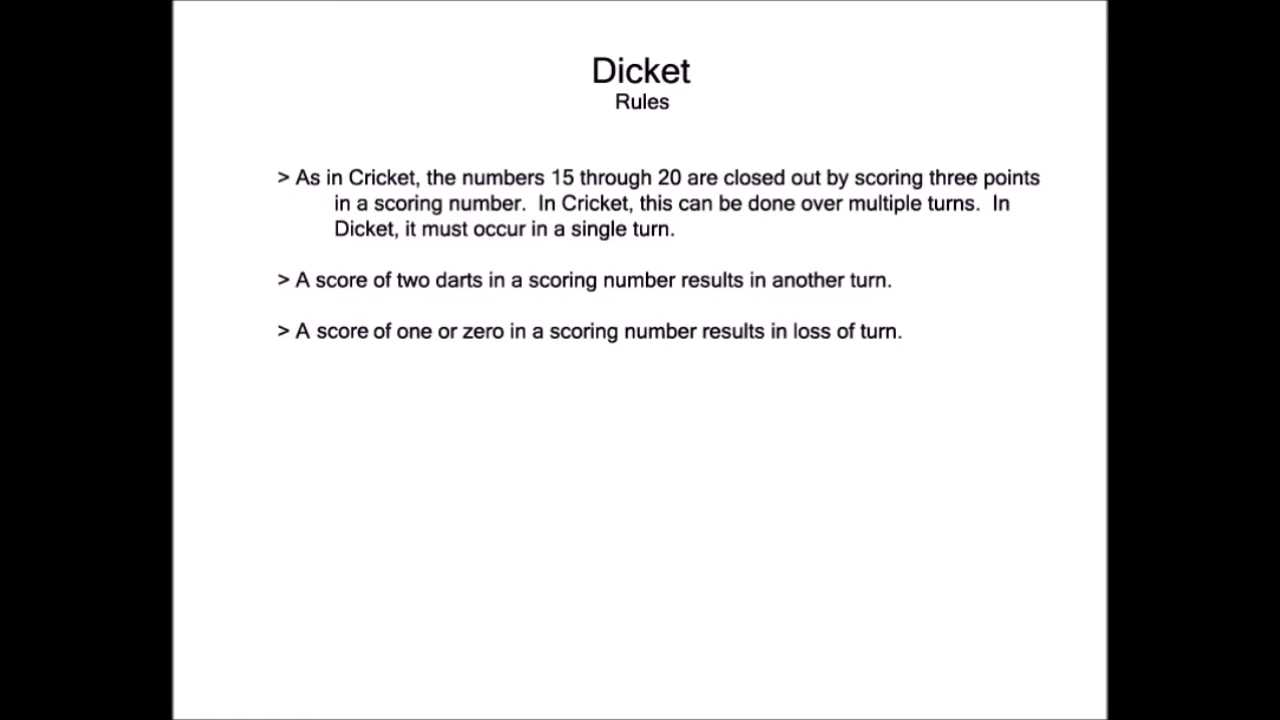 Dicket
Rules
> As in Cricket, the numbers 15 through 20 are closed out by scoring three points
in a scoring number.  In Cricket, this can be done over multiple turns.  In
Dicket, it must occur in a single turn.
> A score of two darts in a scoring number results in another turn.
> A score of one or zero in a scoring number results in loss of turn.